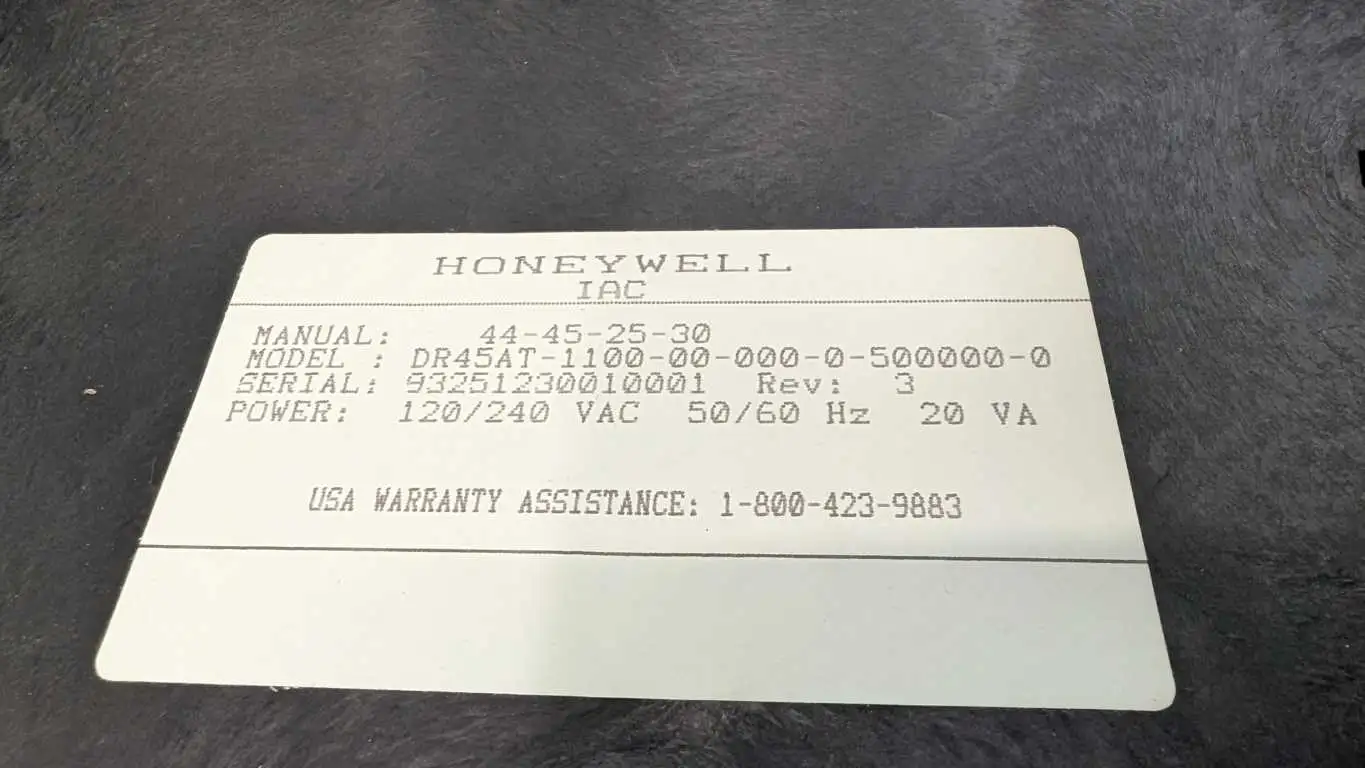 HONEYWELL
IAC
MANUAL: 44-45-25-30
MODEL : DR45AT-1100-00-000-0-500000-0
SERIAL: 93251230010001 Rev: 3
POWER: 120/240 VAC 50/60 Hz 20 VA
USA WARRANTY ASSISTANCE: 1-800-423-9883